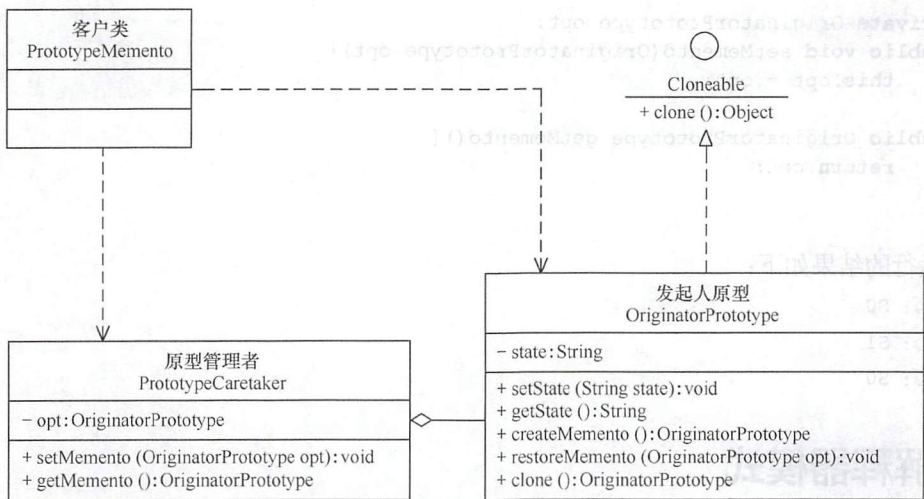 客户类
PrototypeMemento
Cloneable
+ clone ():Object
发起人原型
OriginatorPrototype
- state:String
+ setState (String state):void
+ getState ():String
+ createMemento ():OriginatorPrototype
+ restoreMemento (OriginatorPrototype opt):void
+ clone ():OriginatorPrototype
原型管理者
PrototypeCaretaker
- opt:OriginatorPrototype
+ setMemento (OriginatorPrototype opt):void
+ getMemento ():OriginatorPrototype